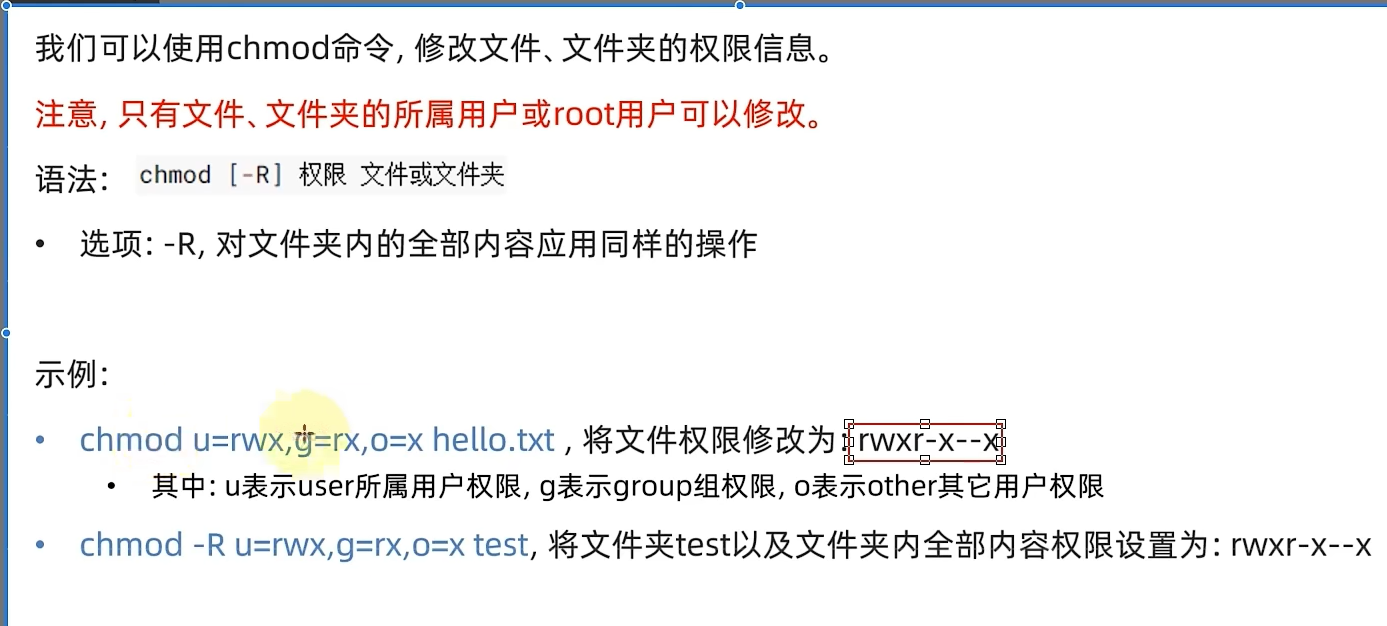 我们可以使用chmod命令, 修改文件、文件夹的权限信息。
注意, 只有文件、文件夹的所属用户或root用户可以修改。
语法: chmod [-R] 权限 文件或文件夹
• 选项: -R, 对文件夹内的全部内容应用同样的操作
示例:
• chmod u=rwx,g=rx,o=x hello.txt , 将文件权限修改为: rwxr-x--x
• 其中: u表示user所属用户权限, g表示group组权限, o表示other其它用户权限
• chmod -R u=rwx,g=rx,o=x test, 将文件夹test以及文件夹内全部内容权限设置为: rwxr-x--x